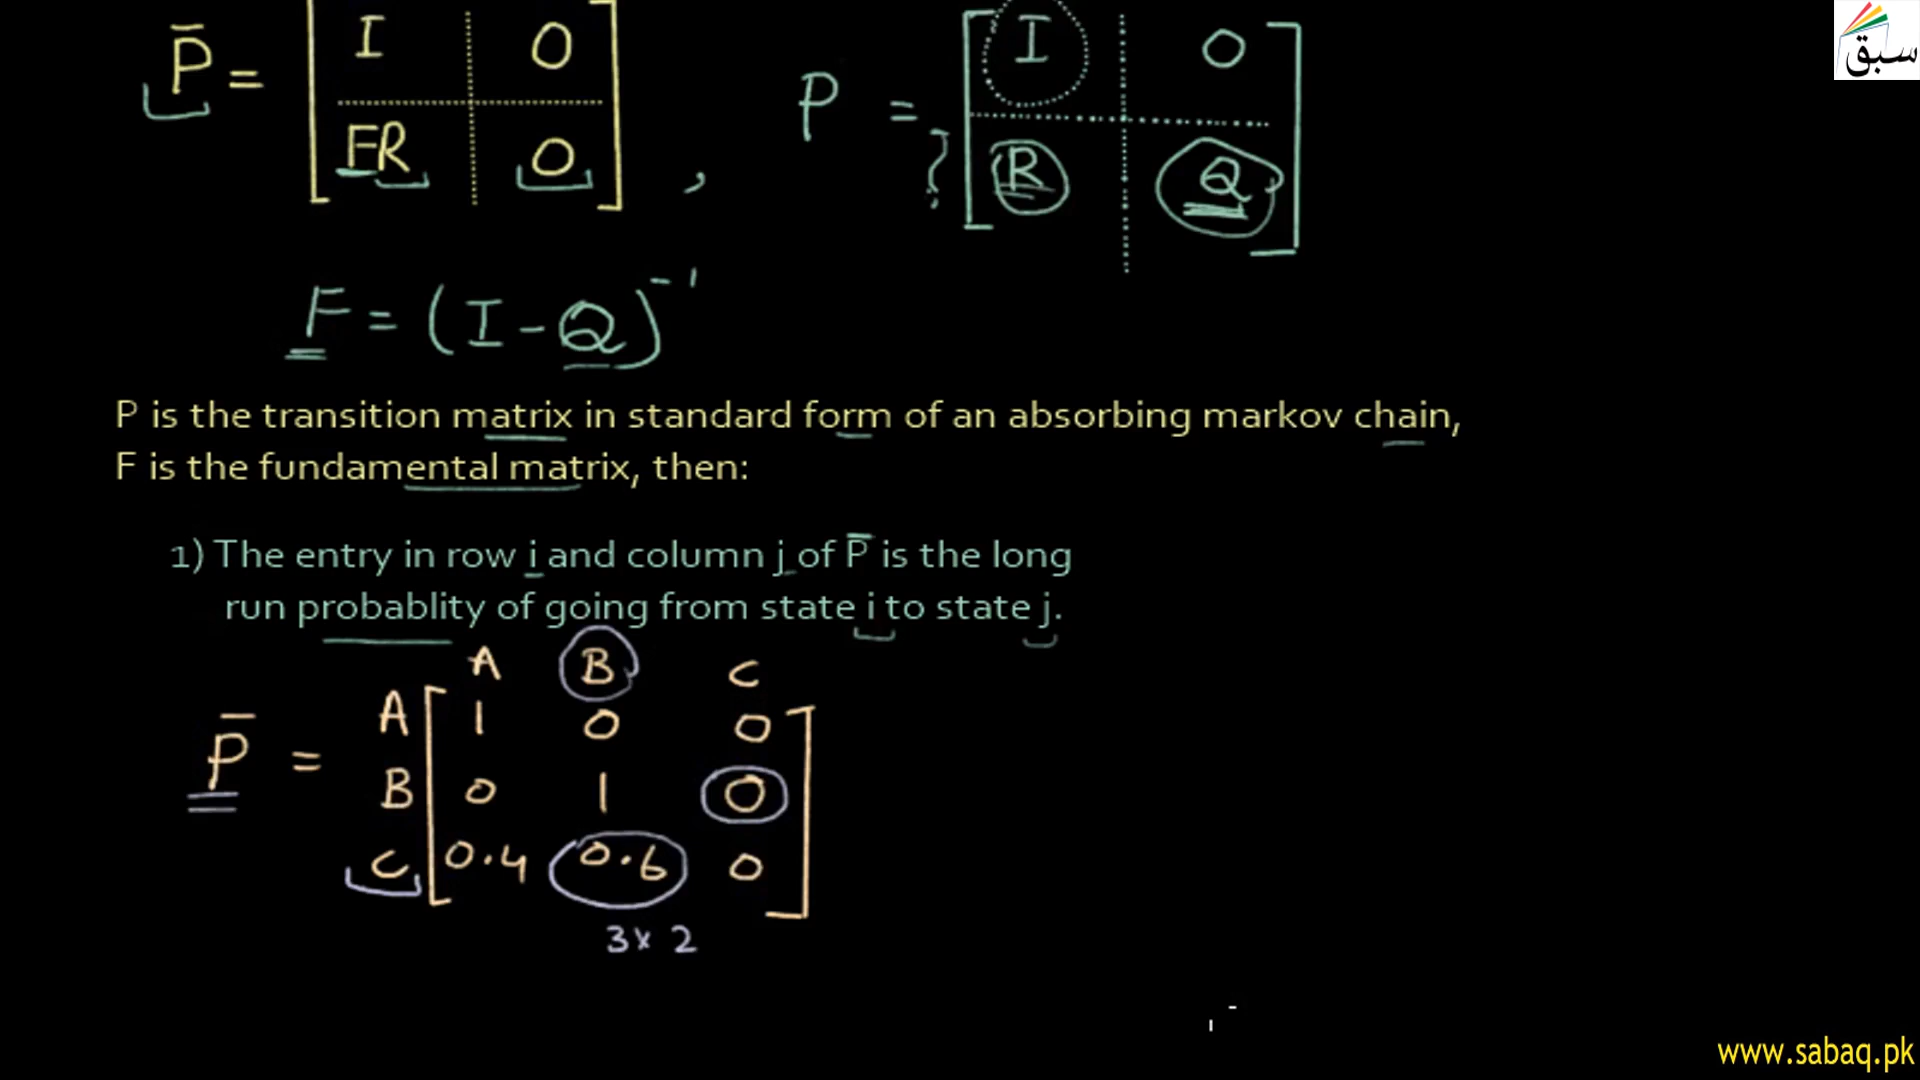 P̄ = [ I 0 ; FR 0 ] , P = [ I 0 ; R Q ]
?
F = (I - Q)⁻¹
P is the transition matrix in standard form of an absorbing markov chain,
F is the fundamental matrix, then:
1) The entry in row i and column j of P̄ is the long
run probablity of going from state i to state j.
A B C
A 1 0 0
P̄ = B 0 1 0
C 0.4 0.6 0
3 x 2
سبق
www.sabaq.pk